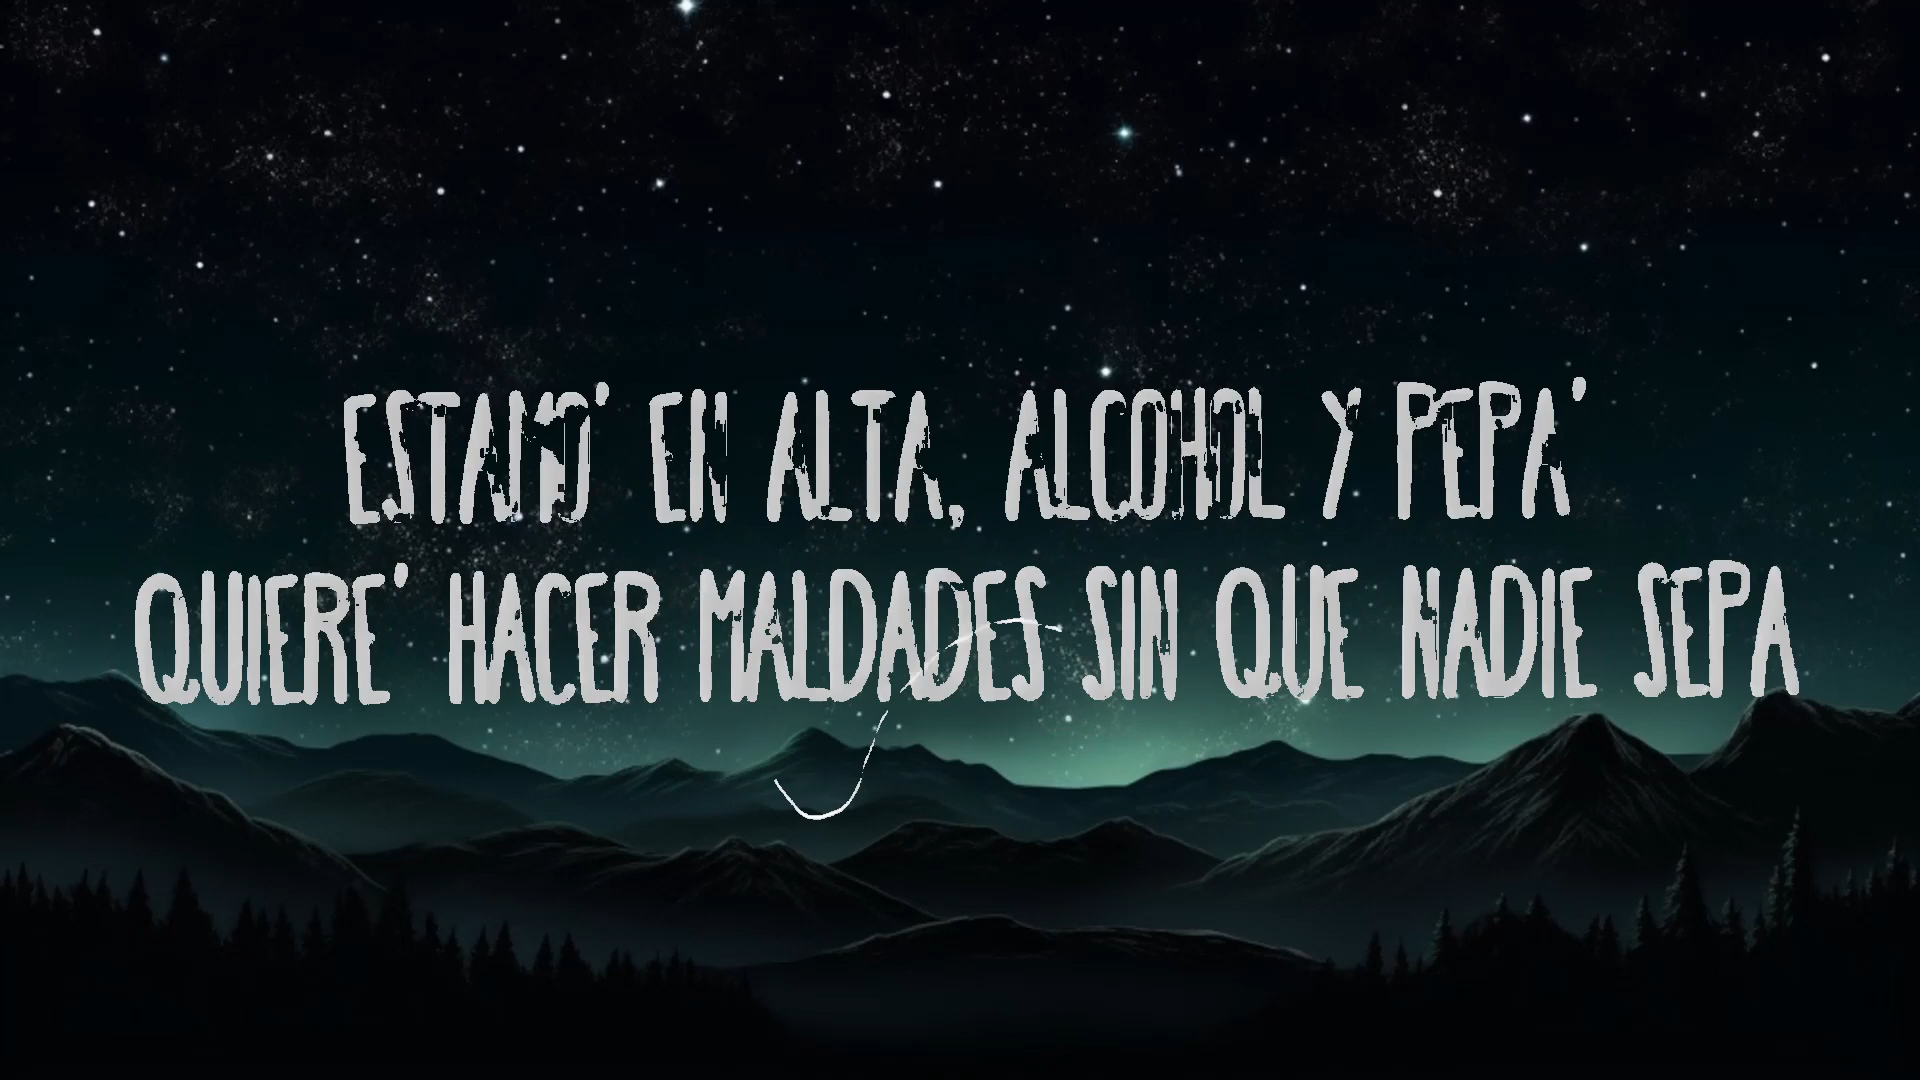 ESTAMO' EN ALTA, ALCOHOL Y PEPA'
QUIERE' HACER MALDADES SIN QUE NADIE SEPA